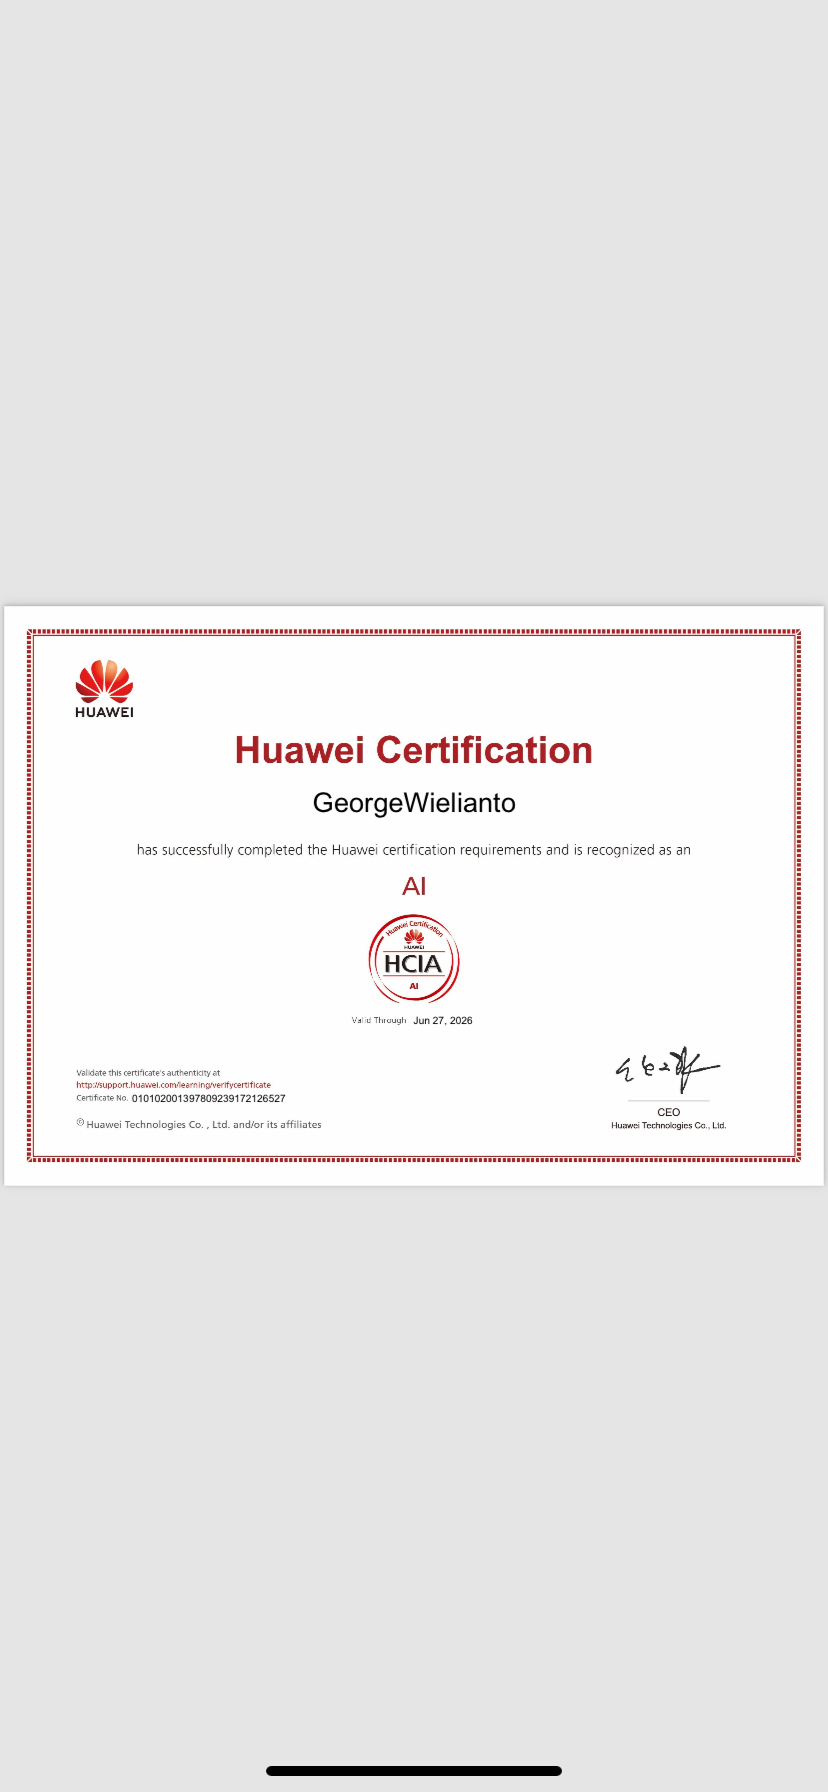 HUAWEI
Huawei Certification
GeorgeWielianto
has successfully completed the Huawei certification requirements and is recognized as an
AI
Huawei Certification
HUAWEI
HCIA
AI
Valid Through Jun 27, 2026
Validate this certificate's authenticity at
http://support.huawei.com/learning/verifycertificate
Certificate No. 010102001397809239172126527
© Huawei Technologies Co. , Ltd. and/or its affiliates
CEO
Huawei Technologies Co., Ltd.